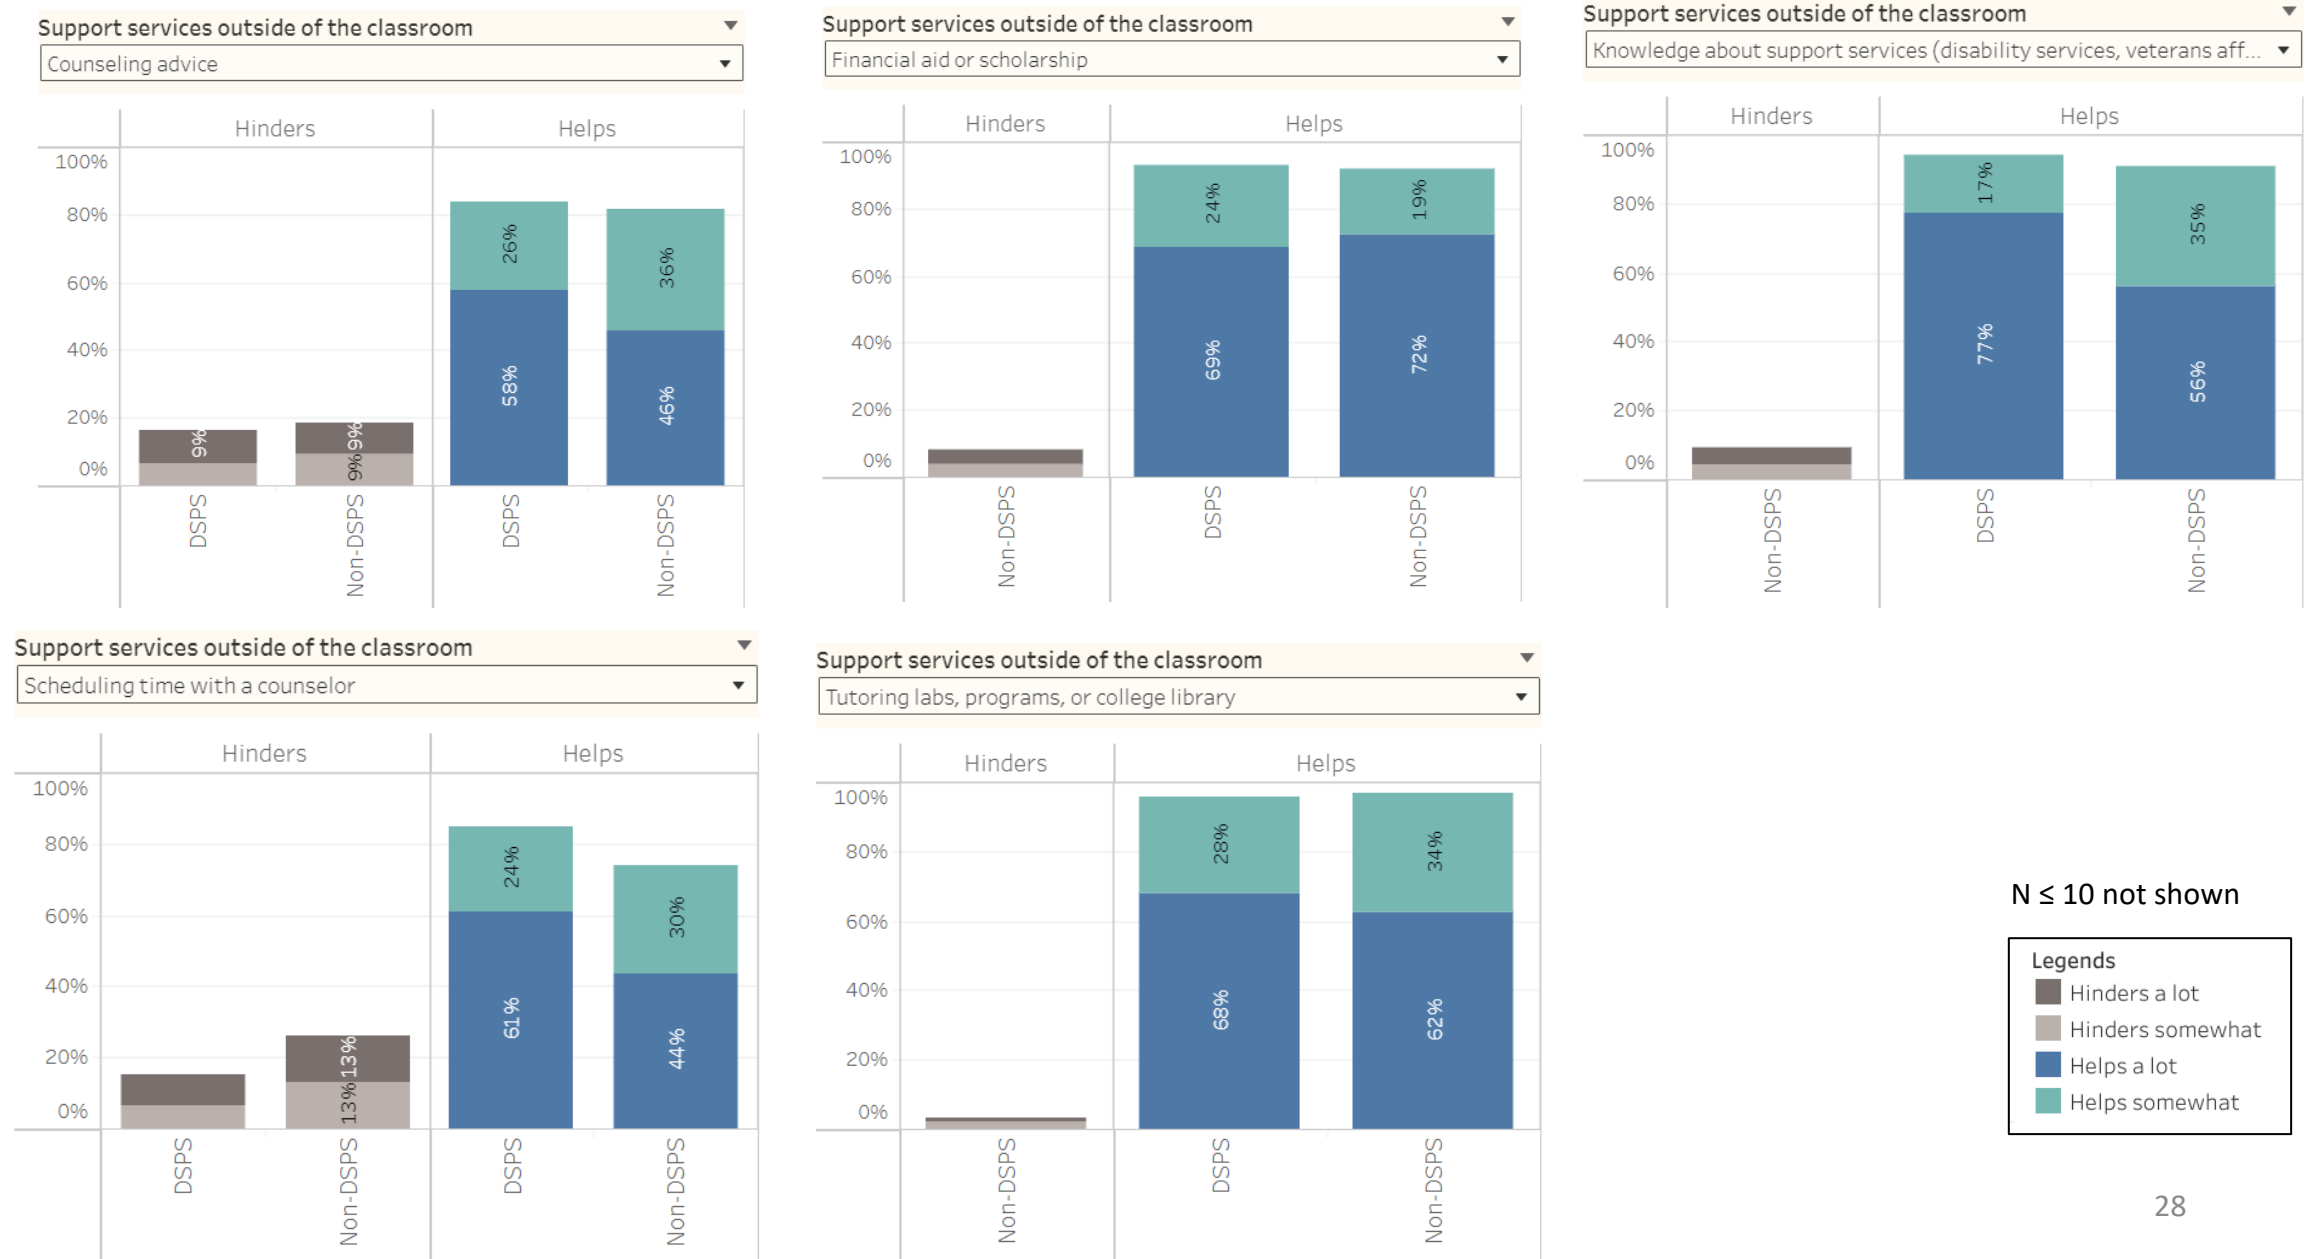 Support services outside of the classroom
Counseling advice
Hinders
Helps
100%
80%
60%
40%
20%
0%
9%
9%
9%
58%
26%
46%
36%
DSPS
Non-DSPS
DSPS
Non-DSPS
Support services outside of the classroom
Financial aid or scholarship
Hinders
Helps
100%
80%
60%
40%
20%
0%
24%
69%
19%
72%
Non-DSPS
DSPS
Non-DSPS
Support services outside of the classroom
Knowledge about support services (disability services, veterans aff...
Hinders
Helps
100%
80%
60%
40%
20%
0%
17%
77%
35%
56%
Non-DSPS
DSPS
Non-DSPS
Support services outside of the classroom
Scheduling time with a counselor
Hinders
Helps
100%
80%
60%
40%
20%
0%
13%
13%
24%
61%
30%
44%
DSPS
Non-DSPS
DSPS
Non-DSPS
Support services outside of the classroom
Tutoring labs, programs, or college library
Hinders
Helps
100%
80%
60%
40%
20%
0%
28%
68%
34%
62%
Non-DSPS
DSPS
Non-DSPS
N ≤ 10 not shown
Legends
Hinders a lot
Hinders somewhat
Helps a lot
Helps somewhat
28